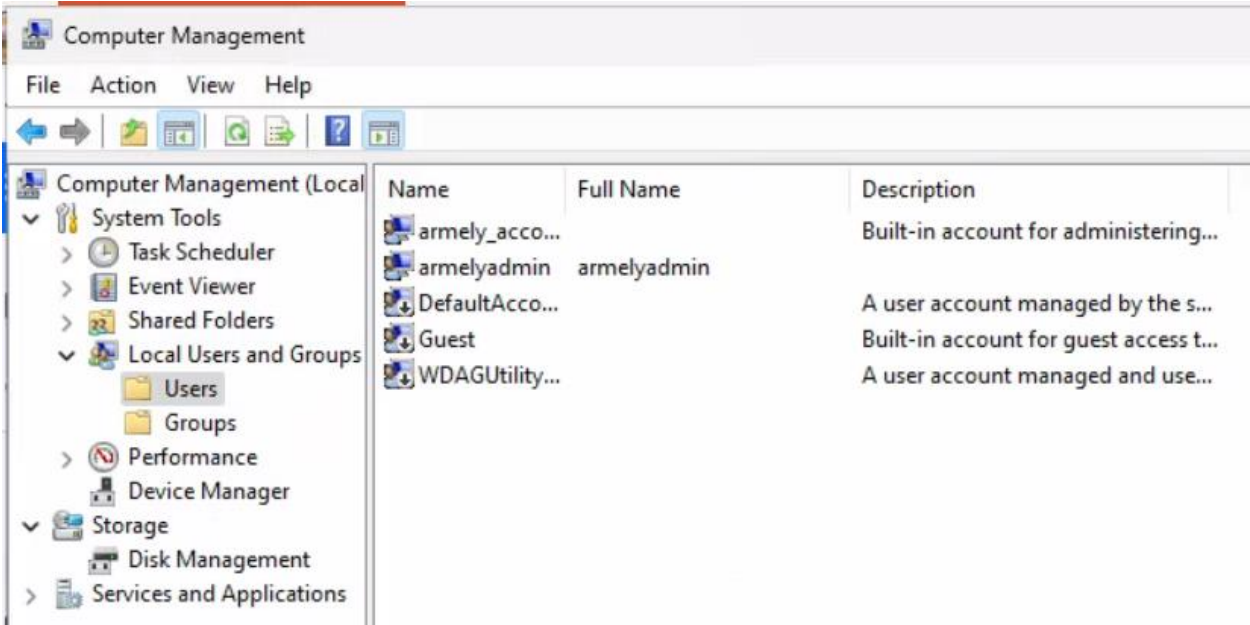 Computer Management
File Action View Help
Computer Management (Local
System Tools
Task Scheduler
Event Viewer
Shared Folders
Local Users and Groups
Users
Groups
Performance
Device Manager
Storage
Disk Management
Services and Applications
Name Full Name Description
armely_acco... Built-in account for administering...
armelyadmin armelyadmin
DefaultAcco... A user account managed by the s...
Guest Built-in account for guest access t...
WDAGUtility... A user account managed and use...